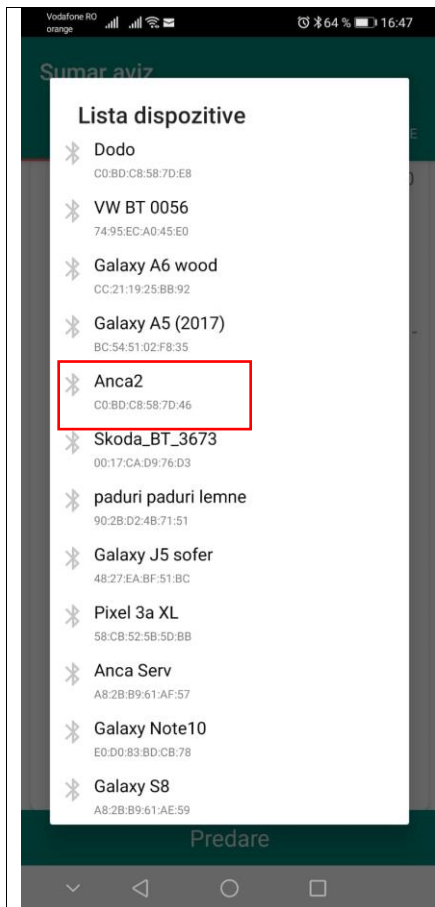 Vodafone RO
orange
64 % 16:47
Sumar aviz
E
Lista dispozitive
Dodo
C0:BD:C8:58:7D:E8
VW BT 0056
74:95:EC:A0:45:E0
Galaxy A6 wood
CC:21:19:25:BB:92
Galaxy A5 (2017)
BC:54:51:02:F8:35
Anca2
C0:BD:C8:58:7D:46
Skoda_BT_3673
00:17:CA:D9:76:D3
paduri paduri lemne
90:2B:D2:4B:71:51
Galaxy J5 sofer
48:27:EA:BF:51:BC
Pixel 3a XL
58:CB:52:5B:5D:BB
Anca Serv
A8:2B:B9:61:AF:57
Galaxy Note10
E0:D0:83:BD:CB:78
Galaxy S8
A8:2B:B9:61:AE:59
Predare